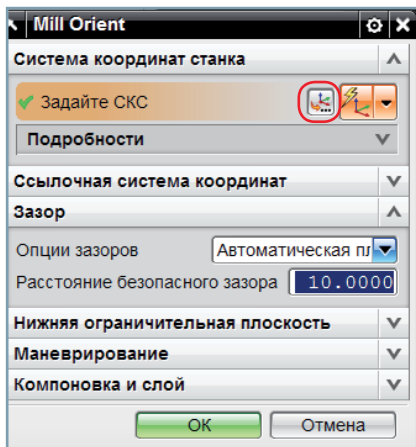 Mill Orient
Система координат станка
Задайте СКС
Подробности
Ссылочная система координат
Зазор
Опции зазоров Автоматическая пл
Расстояние безопасного зазора 10.0000
Нижняя ограничительная плоскость
Маневрирование
Компоновка и слой
OK Отмена